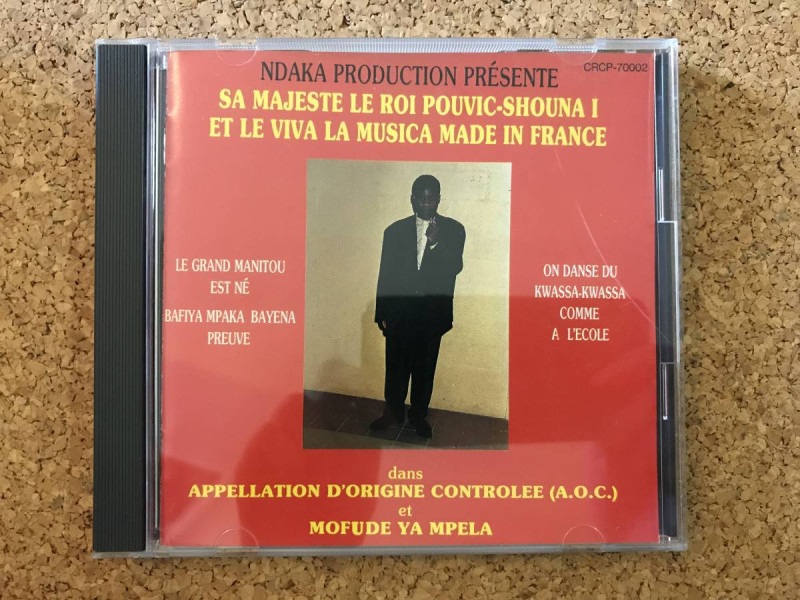 CRCP-70002
NDAKA PRODUCTION PRÉSENTE
SA MAJESTE LE ROI POUVIC-SHOUNA I
ET LE VIVA LA MUSICA MADE IN FRANCE
LE GRAND MANITOU
EST NÉ
BAFIYA MPAKA BAYENA
PREUVE
ON DANSE DU
KWASSA-KWASSA
COMME
A L'ECOLE
dans
APPELLATION D'ORIGINE CONTROLEE (A.O.C.)
et
MOFUDE YA MPELA